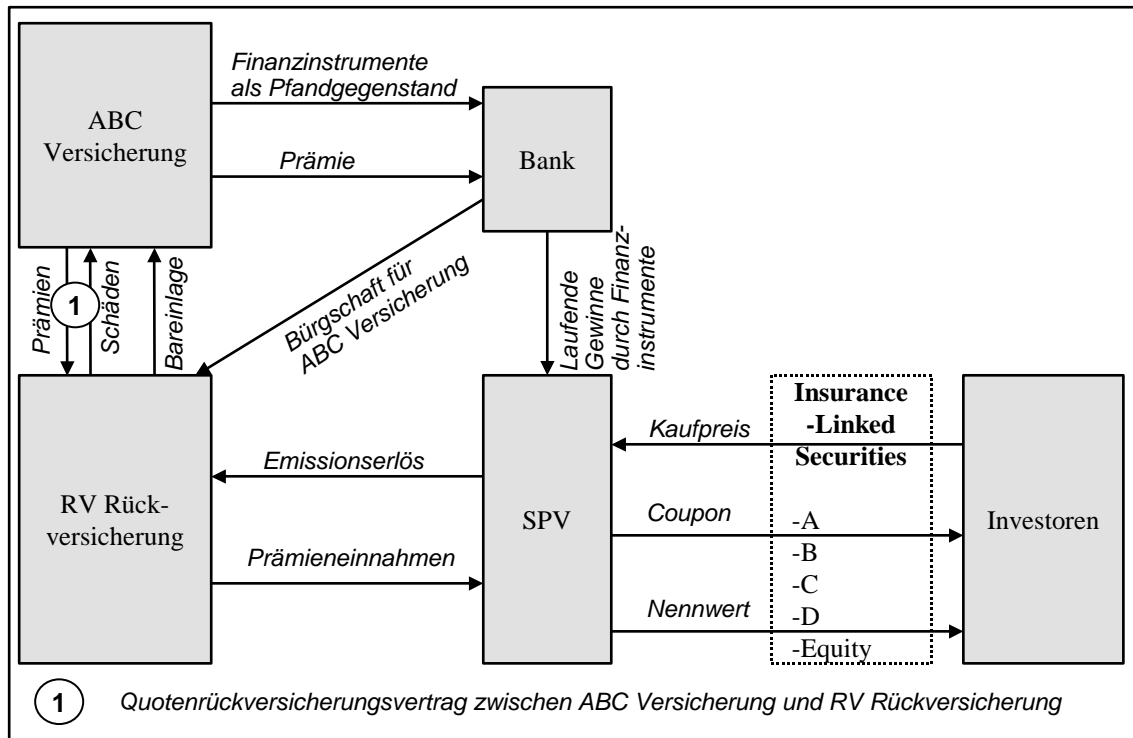 Finanzinstrumente
als Pfandgegenstand
ABC
Versicherung
Prämie
Bank
Prämien
1
Schäden
Bareinlage
Bürgschaft für
ABC Versicherung
Laufende
Gewinne
durch Finanz-
instrumente
Insurance
-Linked
Securities
Kaufpreis
Emissionserlös
RV Rück-
versicherung
SPV
Coupon
-A
Investoren
-B
Prämieneinnahmen
-C
Nennwert
-D
-Equity
1
Quotenrückversicherungsvertrag zwischen ABC Versicherung und RV Rückversicherung